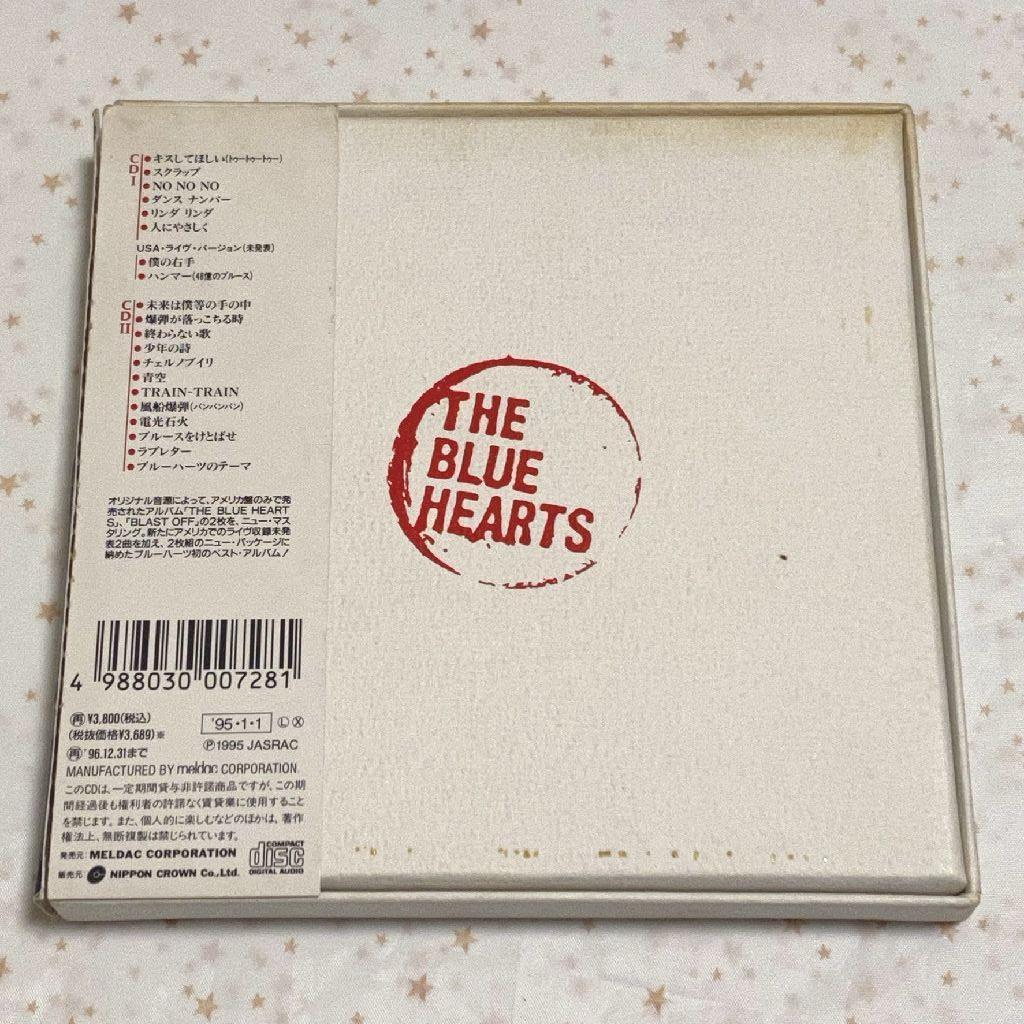 CD I
●キスしてほしい(トゥートゥートゥー)
●スクラップ
●NO NO NO
●ダンス ナンバー
●リンダ リンダ
●人にやさしく
USA・ライヴ・バージョン(未発表)
●僕の右手
●ハンマー(48億のブルース)
CD II
●未来は僕等の手の中
●爆弾が落っこちる時
●終わらない歌
●少年の詩
●チェルノブイリ
●青空
●TRAIN-TRAIN
●風船爆弾(バンバンバン)
●電光石火
●ブルースをけとばせ
●ラブレター
●ブルーハーツのテーマ
オリジナル音源によって、アメリカ盤のみで発
売されたアルバム「THE BLUE HEART
S」、「BLAST OFF」の2枚を、ニュー・マス
タリング。新たにアメリカでのライヴ収録未発
表2曲を加え、2枚組のニュー・パッケージに
納めたブルーハーツ初のベスト・アルバム!
4 988030 007281
再 ¥3,800(税込)
(税抜価格¥3,689)※
再 '96.12.31まで
'95・1・1 Ⓛ Ⓧ
Ⓟ1995 JASRAC
MANUFACTURED BY meldac CORPORATION.
このCDは、一定期間貸与非許諾商品ですが、この期
間経過後も権利者の許諾なく賃貸業に使用すること
を禁じます。また、個人的に楽しむなどのほかは、著作
権法上、無断複製は禁じられています。
発売元: MELDAC CORPORATION
販売元 NIPPON CROWN Co.,Ltd.
COMPACT
disc
DIGITAL AUDIO
THE
BLUE
HEARTS